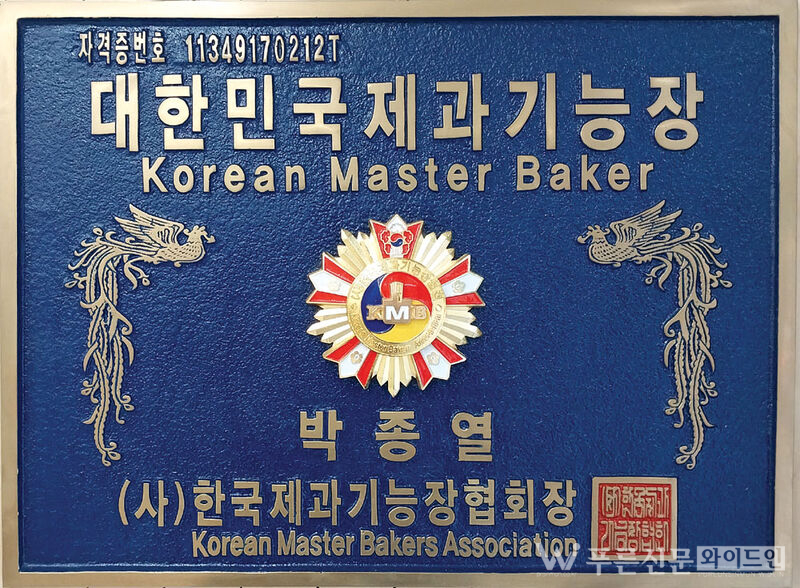 자격증번호 11349170212T
대한민국제과기능장
Korean Master Baker
KMB
박종열
(사)한국제과기능장협회장
Korean Master Bakers Association
W푸른신문 와이드인